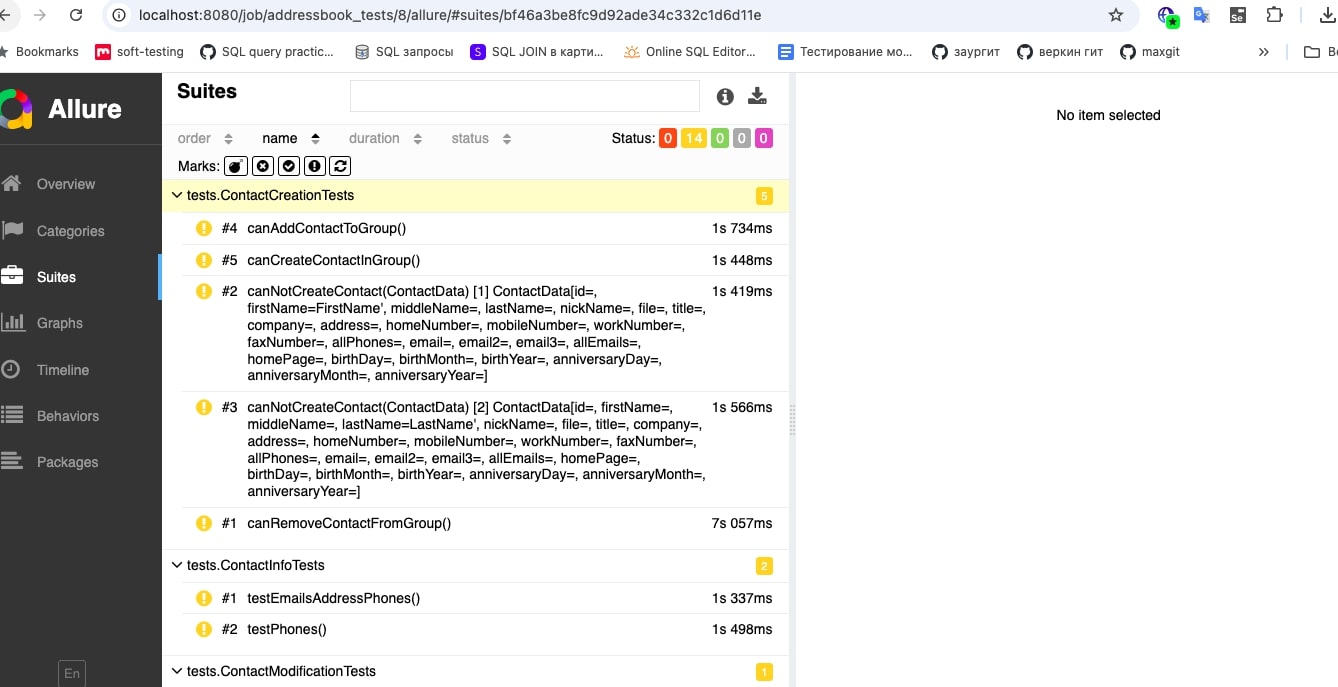 localhost:8080/job/addressbook_tests/8/allure/#suites/bf46a3be8fc9d92ade34c332c1d6d11e
Bookmarks soft-testing SQL query practic... SQL запросы SQL JOIN в карти... Online SQL Editor... Тестирование мо... заургит веркин гит maxgit
Allure
Overview
Categories
Suites
Graphs
Timeline
Behaviors
Packages
En
Suites
order name duration status Status: 0 14 0 0 0
Marks:
tests.ContactCreationTests 5
#4 canAddContactToGroup() 1s 734ms
#5 canCreateContactInGroup() 1s 448ms
#2 canNotCreateContact(ContactData) [1] ContactData[id=, 1s 419ms
firstName=FirstName', middleName=, lastName=, nickName=, file=, title=,
company=, address=, homeNumber=, mobileNumber=, workNumber=,
faxNumber=, allPhones=, email=, email2=, email3=, allEmails=,
homePage=, birthDay=, birthMonth=, birthYear=, anniversaryDay=,
anniversaryMonth=, anniversaryYear=]
#3 canNotCreateContact(ContactData) [2] ContactData[id=, firstName=, 1s 566ms
middleName=, lastName=LastName', nickName=, file=, title=, company=,
address=, homeNumber=, mobileNumber=, workNumber=, faxNumber=,
allPhones=, email=, email2=, email3=, allEmails=, homePage=,
birthDay=, birthMonth=, birthYear=, anniversaryDay=, anniversaryMonth=,
anniversaryYear=]
#1 canRemoveContactFromGroup() 7s 057ms
tests.ContactInfoTests 2
#1 testEmailsAddressPhones() 1s 337ms
#2 testPhones() 1s 498ms
tests.ContactModificationTests 1
No item selected